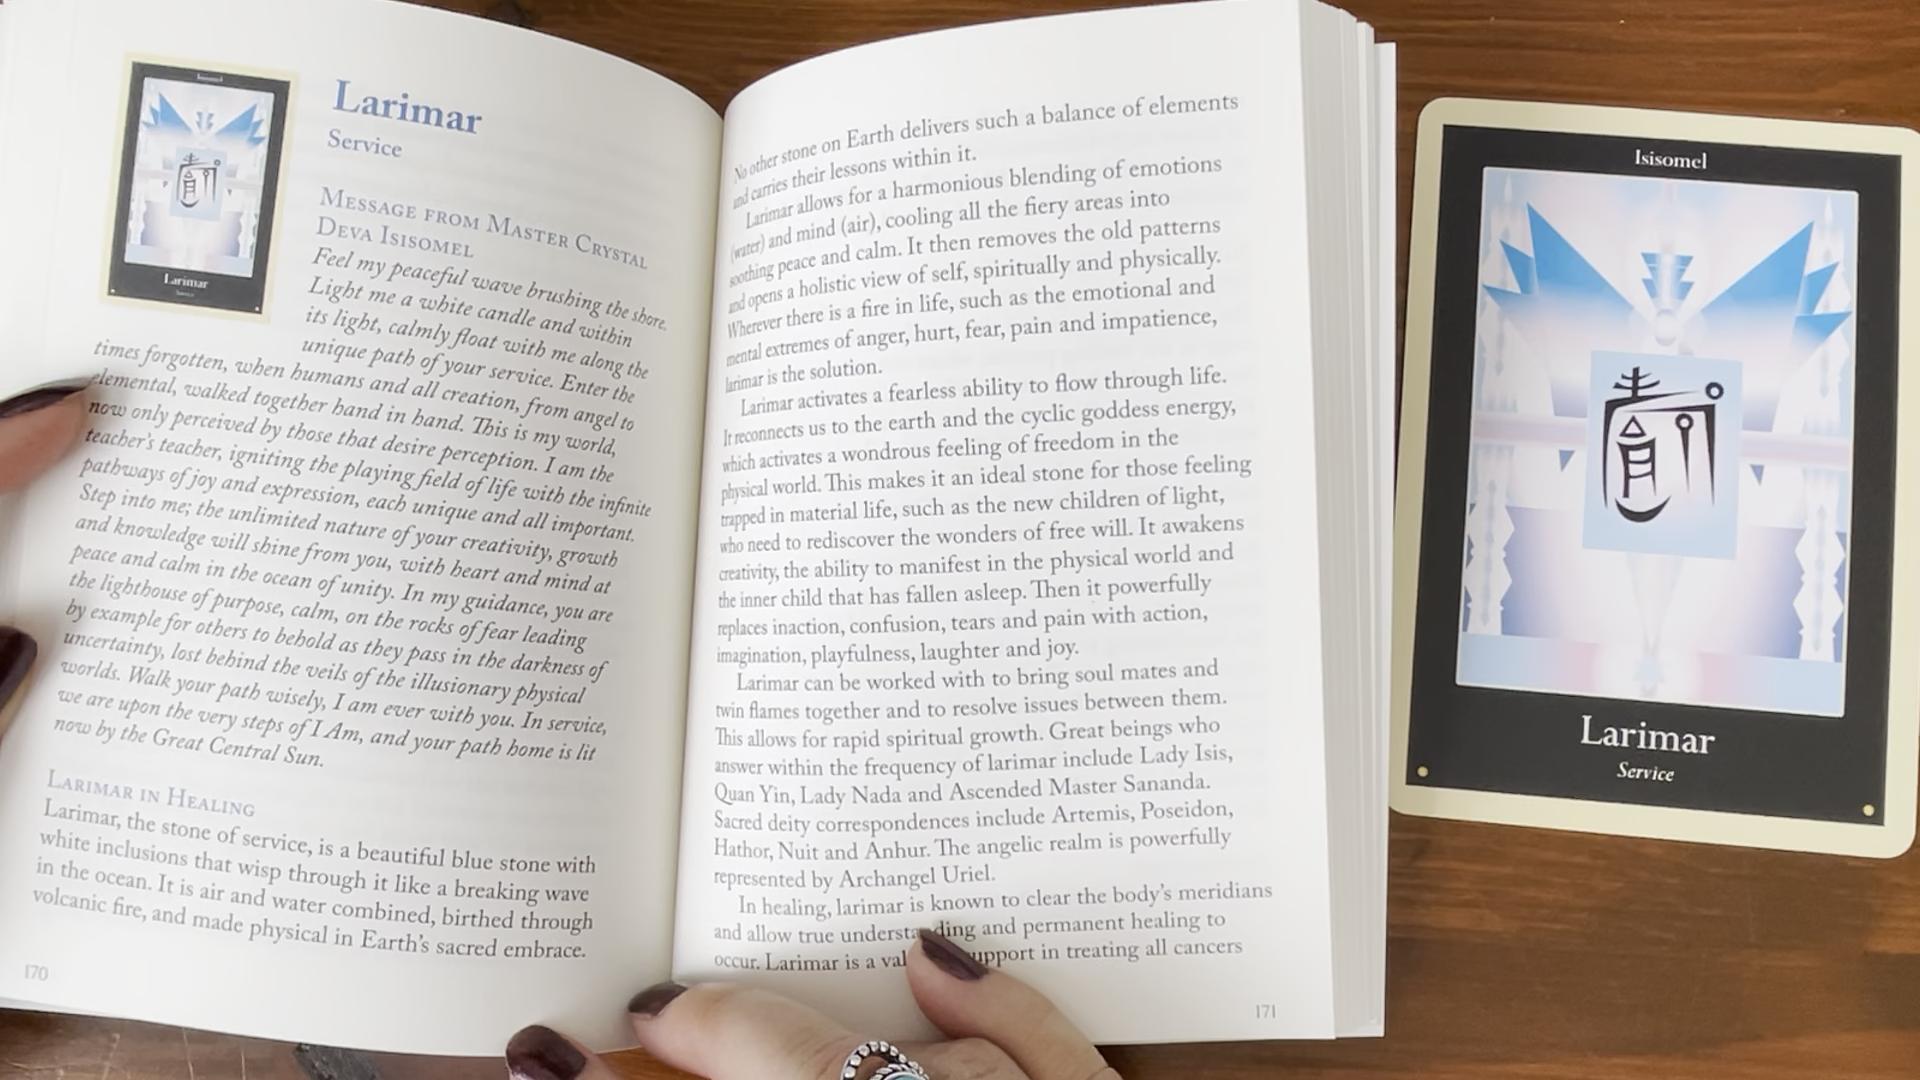 Isisomel
Larimar
Service
Larimar
Service
Message from Master Crystal
Deva Isisomel
Feel my peaceful wave brushing the shore.
Light me a white candle and within
its light, calmly float with me along the
unique path of your service. Enter the
times forgotten, when humans and all creation, from angel to
elemental, walked together hand in hand. This is my world,
now only perceived by those that desire perception. I am the
teacher's teacher, igniting the playing field of life with the infinite
pathways of joy and expression, each unique and all important.
Step into me; the unlimited nature of your creativity, growth
and knowledge will shine from you, with heart and mind at
peace and calm in the ocean of unity. In my guidance, you are
the lighthouse of purpose, calm, on the rocks of fear leading
by example for others to behold as they pass in the darkness of
uncertainty, lost behind the veils of the illusionary physical
worlds. Walk your path wisely, I am ever with you. In service,
we are upon the very steps of I Am, and your path home is lit
now by the Great Central Sun.
Larimar in Healing
Larimar, the stone of service, is a beautiful blue stone with
white inclusions that wisp through it like a breaking wave
in the ocean. It is air and water combined, birthed through
volcanic fire, and made physical in Earth's sacred embrace.
170
No other stone on Earth delivers such a balance of elements
and carries their lessons within it.
Larimar allows for a harmonious blending of emotions
(water) and mind (air), cooling all the fiery areas into
soothing peace and calm. It then removes the old patterns
and opens a holistic view of self, spiritually and physically.
Wherever there is a fire in life, such as the emotional and
mental extremes of anger, hurt, fear, pain and impatience,
larimar is the solution.
Larimar activates a fearless ability to flow through life.
It reconnects us to the earth and the cyclic goddess energy,
which activates a wondrous feeling of freedom in the
physical world. This makes it an ideal stone for those feeling
trapped in material life, such as the new children of light,
who need to rediscover the wonders of free will. It awakens
creativity, the ability to manifest in the physical world and
the inner child that has fallen asleep. Then it powerfully
replaces inaction, confusion, tears and pain with action,
imagination, playfulness, laughter and joy.
Larimar can be worked with to bring soul mates and
twin flames together and to resolve issues between them.
This allows for rapid spiritual growth. Great beings who
answer within the frequency of larimar include Lady Isis,
Quan Yin, Lady Nada and Ascended Master Sananda.
Sacred deity correspondences include Artemis, Poseidon,
Hathor, Nuit and Anhur. The angelic realm is powerfully
represented by Archangel Uriel.
In healing, larimar is known to clear the body's meridians
and allow true understanding and permanent healing to
occur. Larimar is a support in treating all cancers
171
Isisomel
Larimar
Service